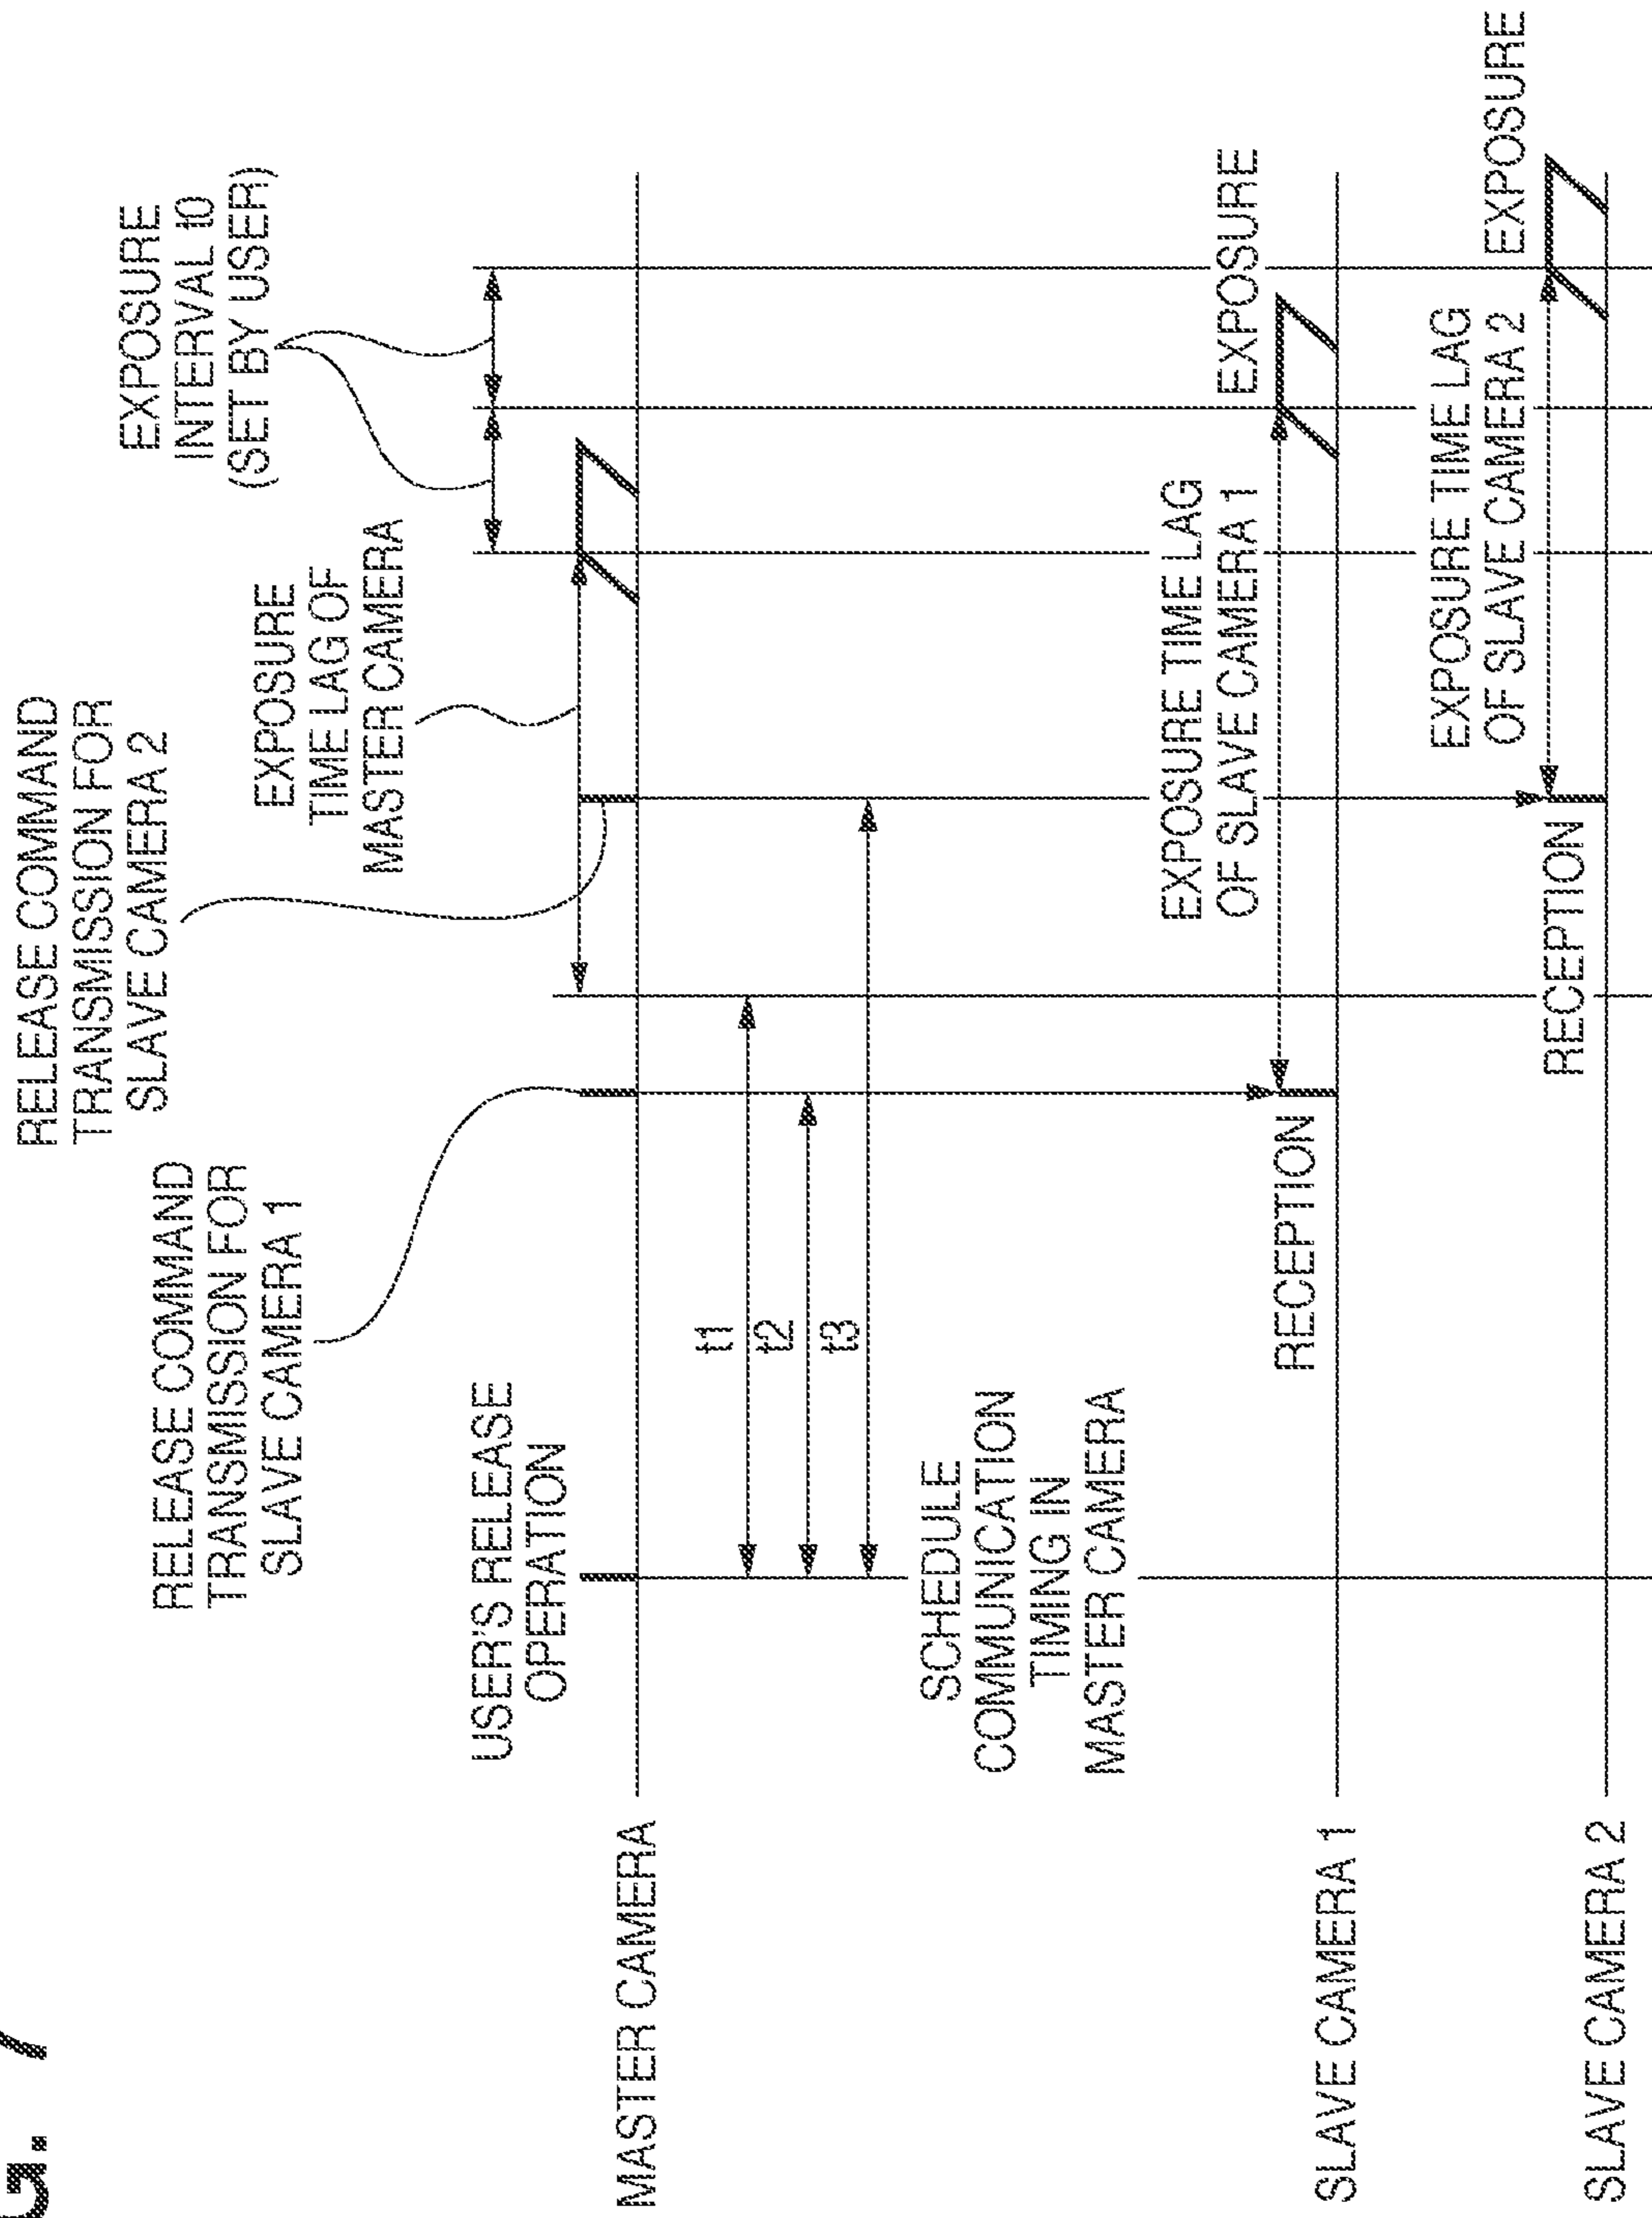 G. 7
RELEASE COMMAND
TRANSMISSION FOR
SLAVE CAMERA 2
RELEASE COMMAND
TRANSMISSION FOR
SLAVE CAMERA 1
EXPOSURE
INTERVAL t0
(SET BY USER)
EXPOSURE
TIME LAG OF
MASTER CAMERA
USER'S RELEASE
OPERATION
MASTER CAMERA
t1
t2
t3
SCHEDULE
COMMUNICATION
TIMING IN
MASTER CAMERA
EXPOSURE TIME LAG
OF SLAVE CAMERA 1
EXPOSURE
RECEPTION
SLAVE CAMERA 1
EXPOSURE TIME LAG
OF SLAVE CAMERA 2
EXPOSURE
RECEPTION
SLAVE CAMERA 2